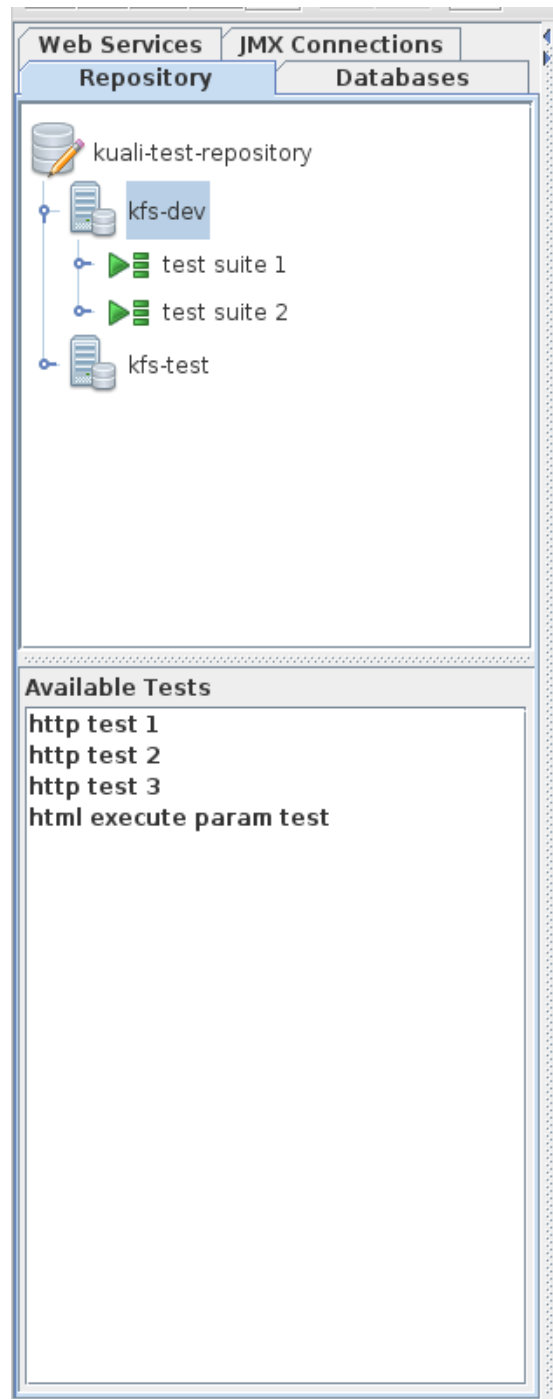 Web Services JMX Connections
Repository Databases
kuali-test-repository
kfs-dev
test suite 1
test suite 2
kfs-test
Available Tests
http test 1
http test 2
http test 3
html execute param test